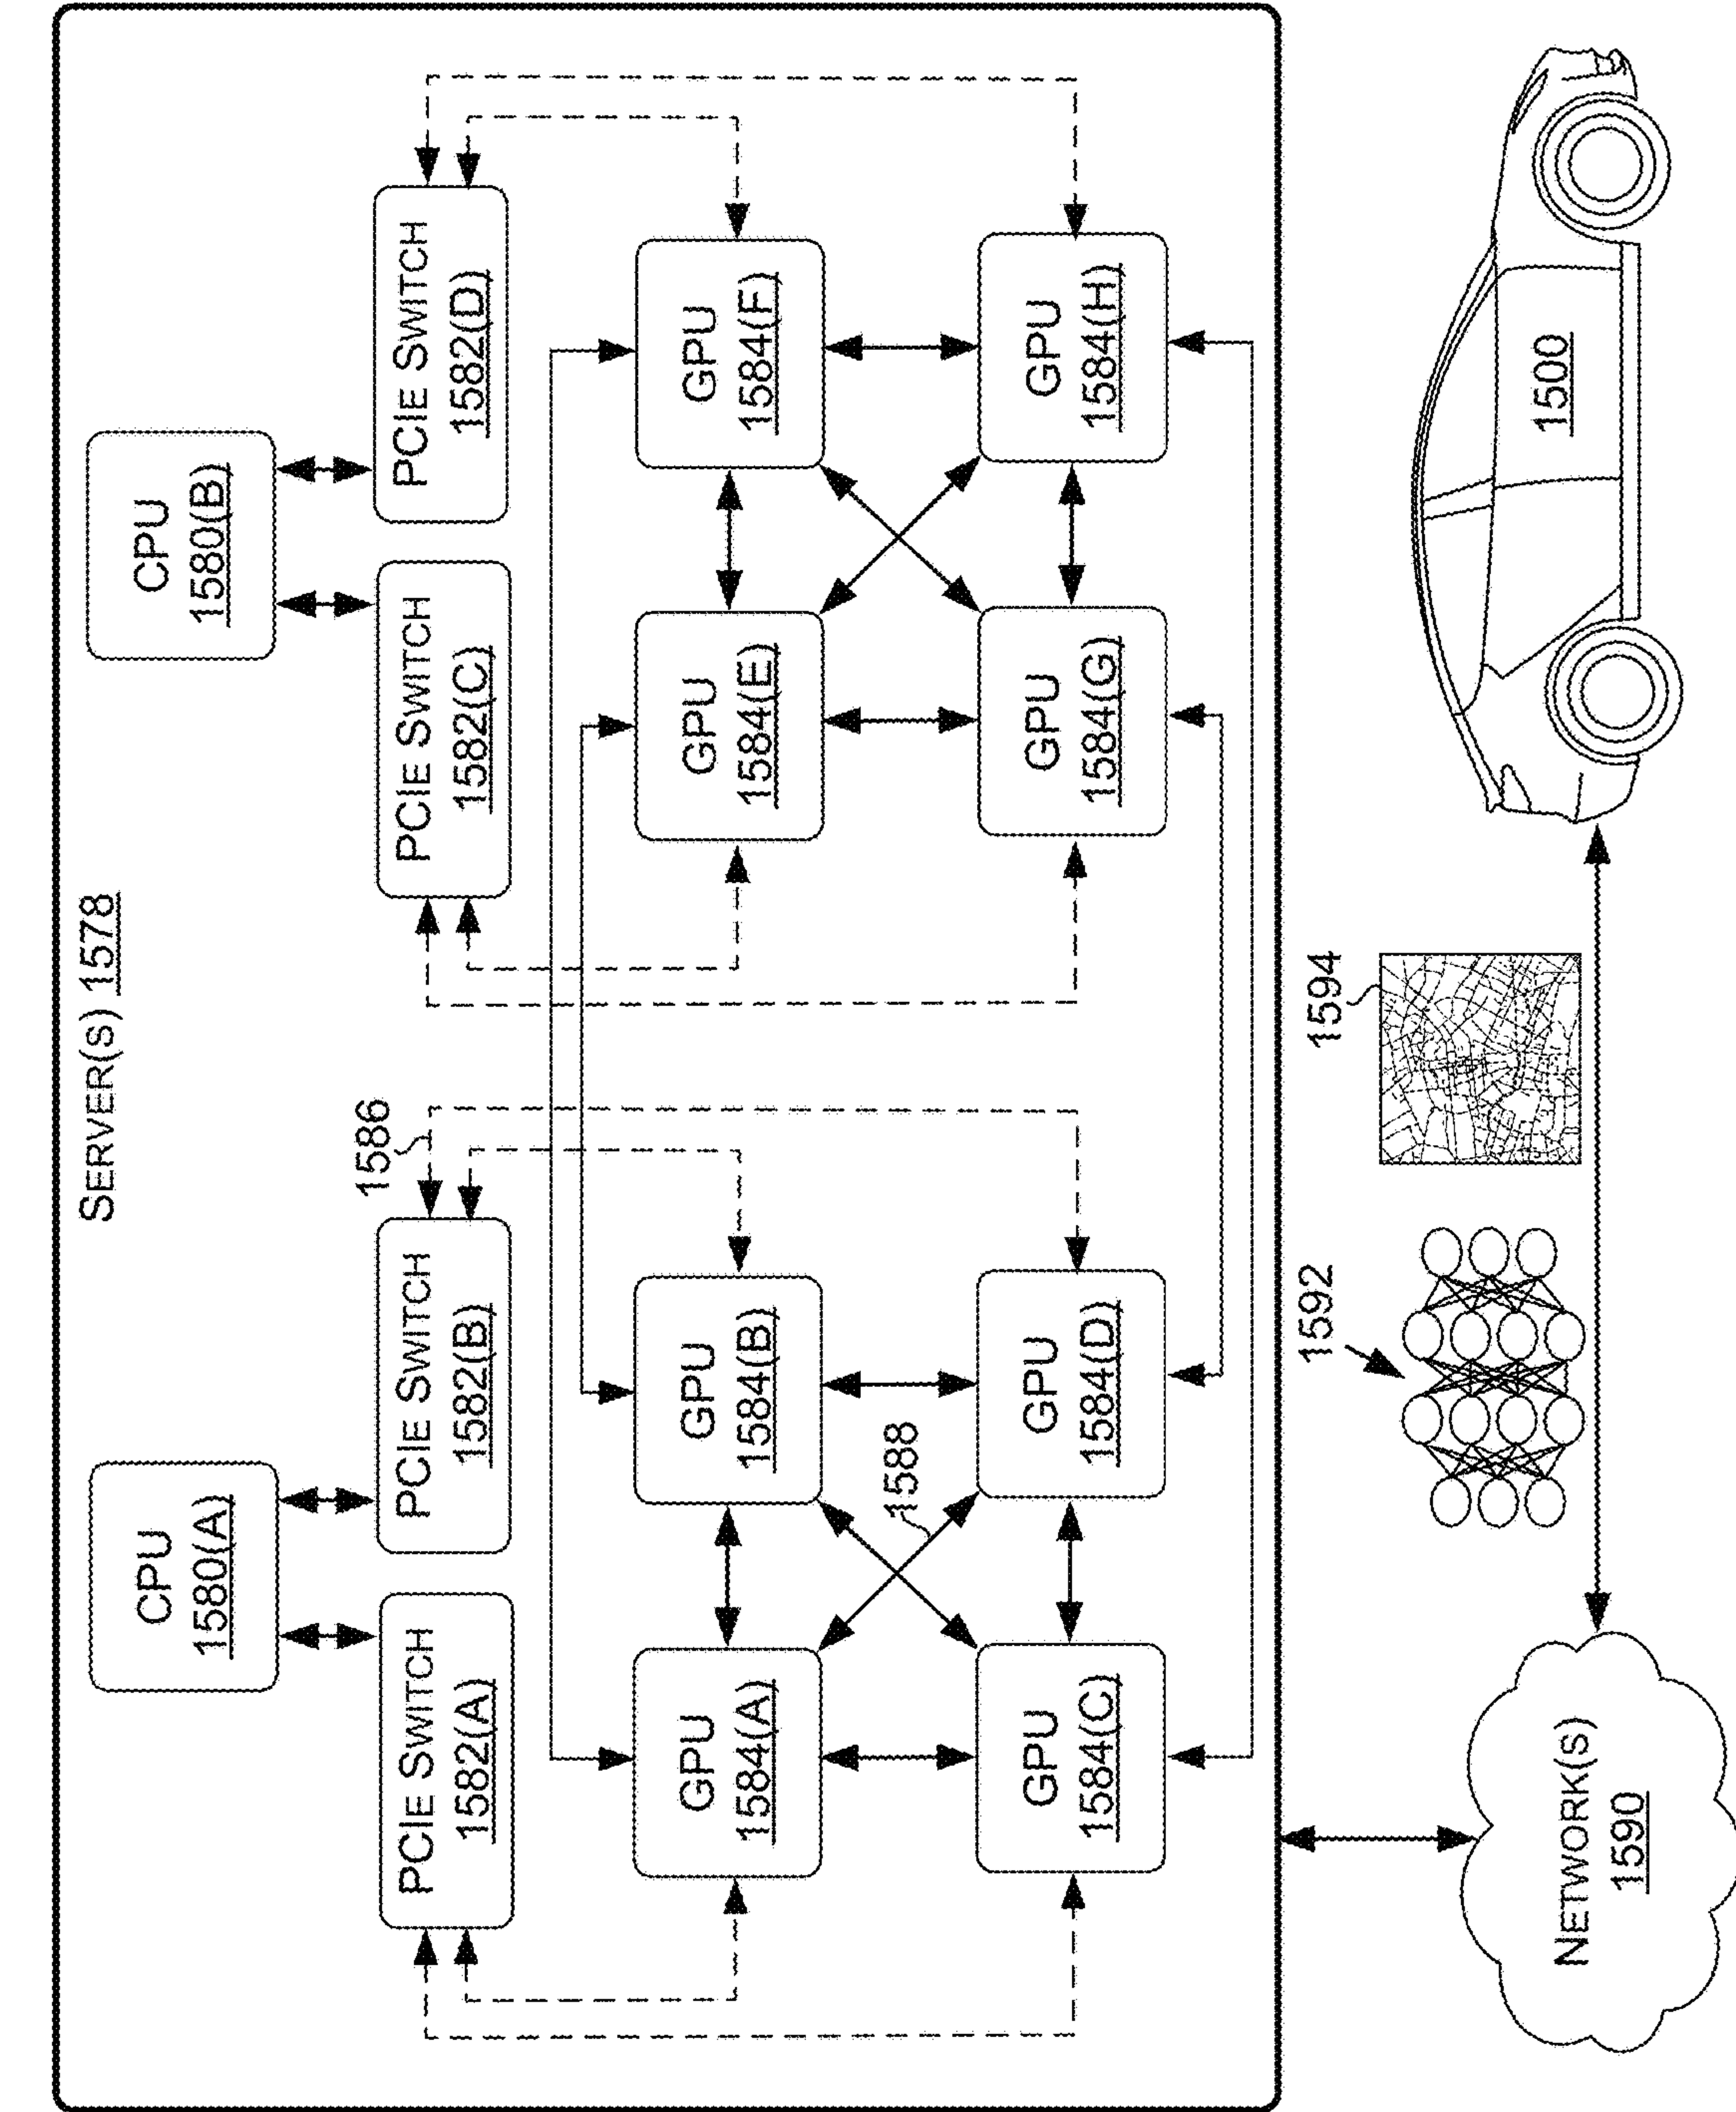 SERVER(S) 1578
CPU
1580(A)
CPU
1580(B)
PCIE SWITCH
1582(A)
PCIE SWITCH
1582(B)
1586
PCIE SWITCH
1582(C)
PCIE SWITCH
1582(D)
GPU
1584(A)
GPU
1584(B)
GPU
1584(E)
GPU
1584(F)
1588
GPU
1584(C)
GPU
1584(D)
GPU
1584(G)
GPU
1584(H)
NETWORK(S)
1590
1592
1594
1500